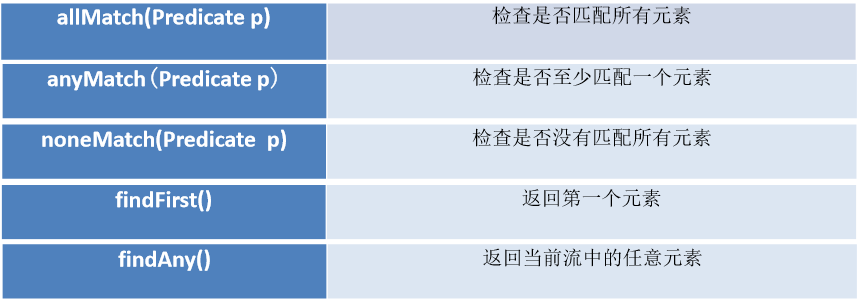 allMatch(Predicate p) 检查是否匹配所有元素
anyMatch（Predicate p） 检查是否至少匹配一个元素
noneMatch(Predicate  p) 检查是否没有匹配所有元素
findFirst() 返回第一个元素
findAny() 返回当前流中的任意元素